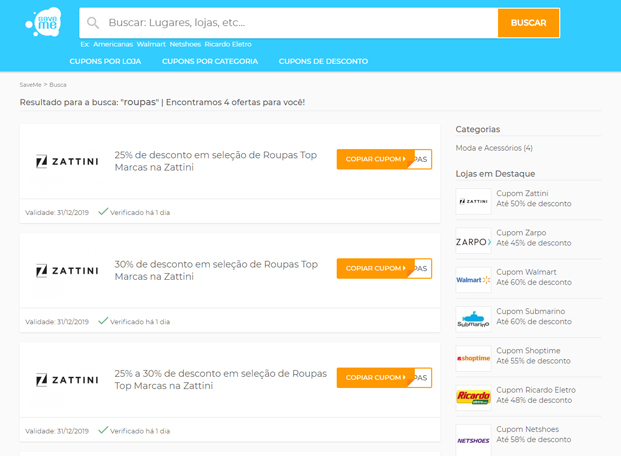 save me
Buscar: Lugares, lojas, etc...
BUSCAR
Ex: Americanas Walmart Netshoes Ricardo Eletro
CUPONS POR LOJA CUPONS POR CATEGORIA CUPONS DE DESCONTO
SaveMe > Busca
Resultado para a busca: "roupas" | Encontramos 4 ofertas para você!
ZATTINI
25% de desconto em seleção de Roupas Top
Marcas na Zattini
COPIAR CUPOM PAS
Validade: 31/12/2019 Verificado há 1 dia
ZATTINI
30% de desconto em seleção de Roupas Top
Marcas na Zattini
COPIAR CUPOM PAS
Validade: 31/12/2019 Verificado há 1 dia
ZATTINI
25% a 30% de desconto em seleção de Roupas
Top Marcas na Zattini
COPIAR CUPOM PAS
Validade: 31/12/2019 Verificado há 1 dia
Categorias
Moda e Acessórios (4)
Lojas em Destaque
ZATTINI
Cupom Zattini
Até 50% de desconto
ZARPO
Cupom Zarpo
Até 45% de desconto
Walmart
Cupom Walmart
Até 60% de desconto
Submarino
Cupom Submarino
Até 60% de desconto
shoptime
Cupom Shoptime
Até 55% de desconto
Ricardo
Cupom Ricardo Eletro
Até 48% de desconto
NETSHOES
Cupom Netshoes
Até 58% de desconto